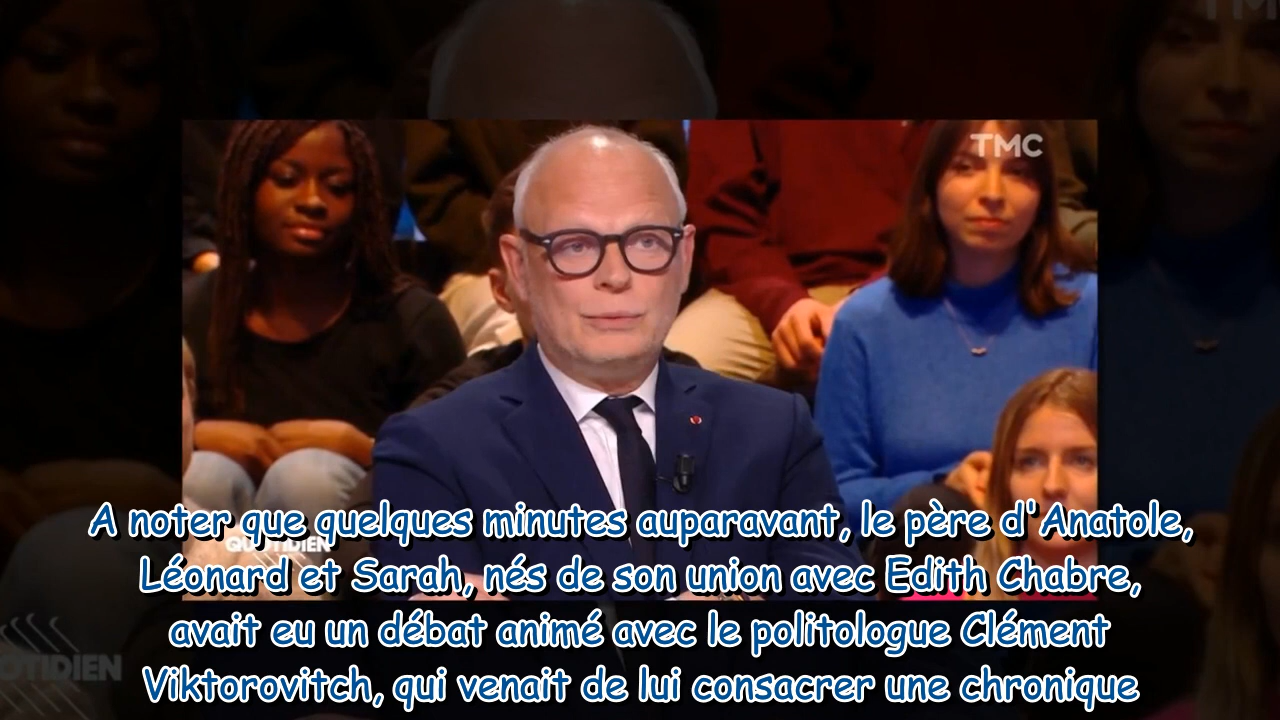 TMC
QUOTIDIEN
A noter que quelques minutes auparavant, le père d'Anatole,
Léonard et Sarah, nés de son union avec Edith Chabre,
avait eu un débat animé avec le politologue Clément
Viktorovitch, qui venait de lui consacrer une chronique